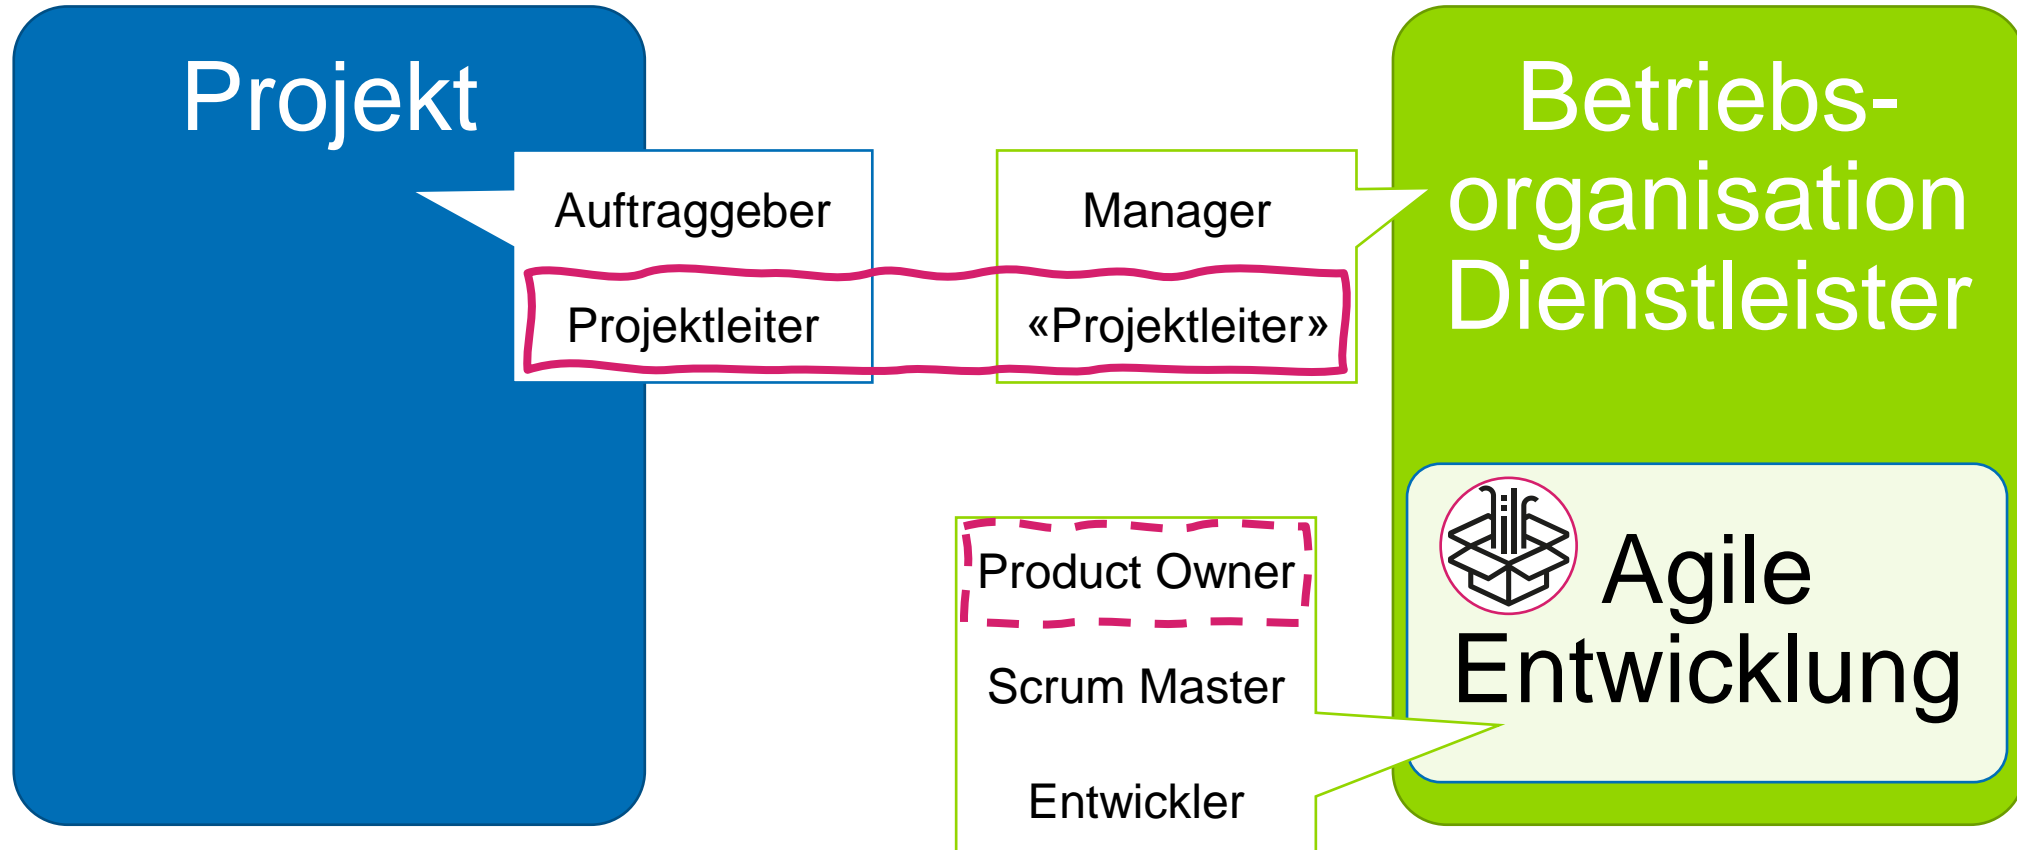 Projekt
Auftraggeber
Projektleiter
Manager
«Projektleiter»
Betriebs-
organisation
Dienstleister
Product Owner
Scrum Master
Entwickler
Agile
Entwicklung